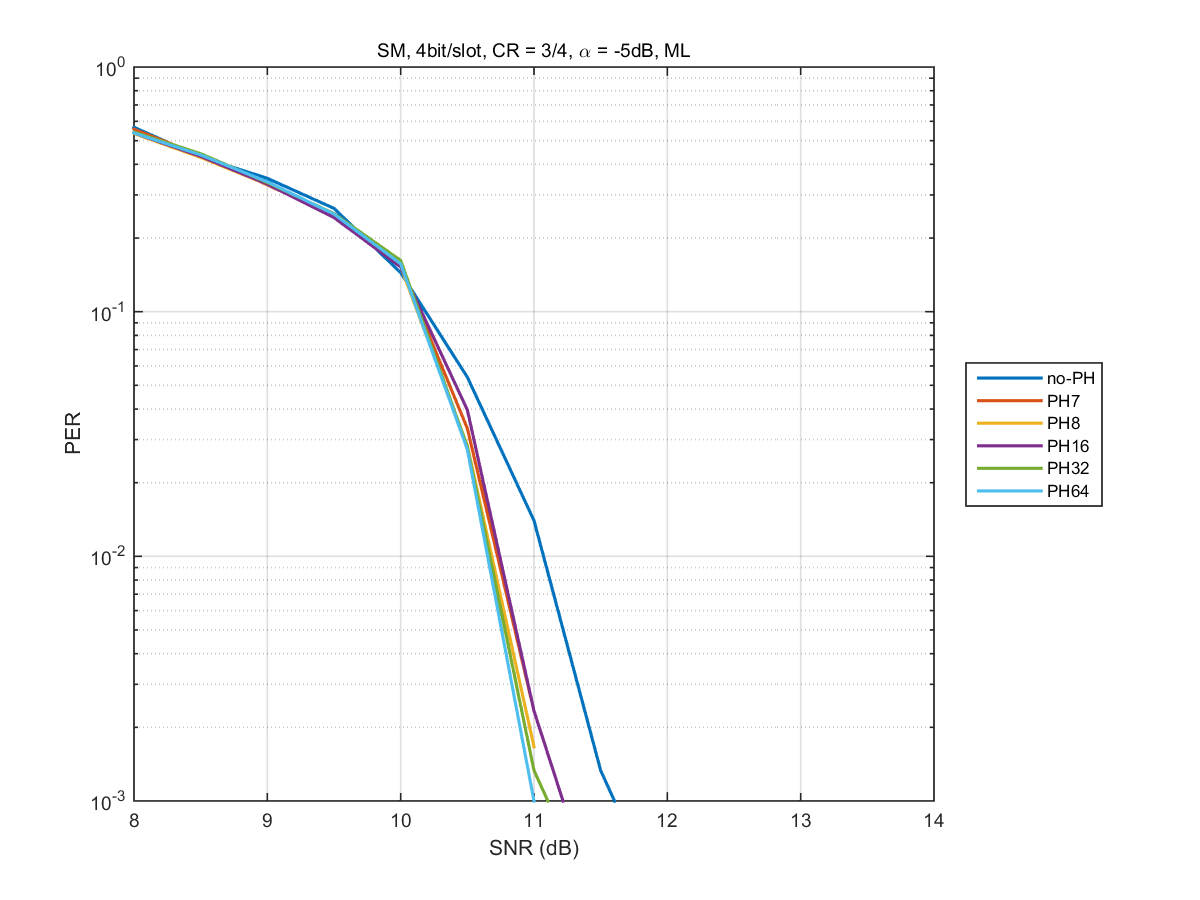 SM, 4bit/slot, CR = 3/4, α = -5dB, ML
10^0
10^-1
10^-2
10^-3
PER
8 9 10 11 12 13 14
SNR (dB)
no-PH
PH7
PH8
PH16
PH32
PH64